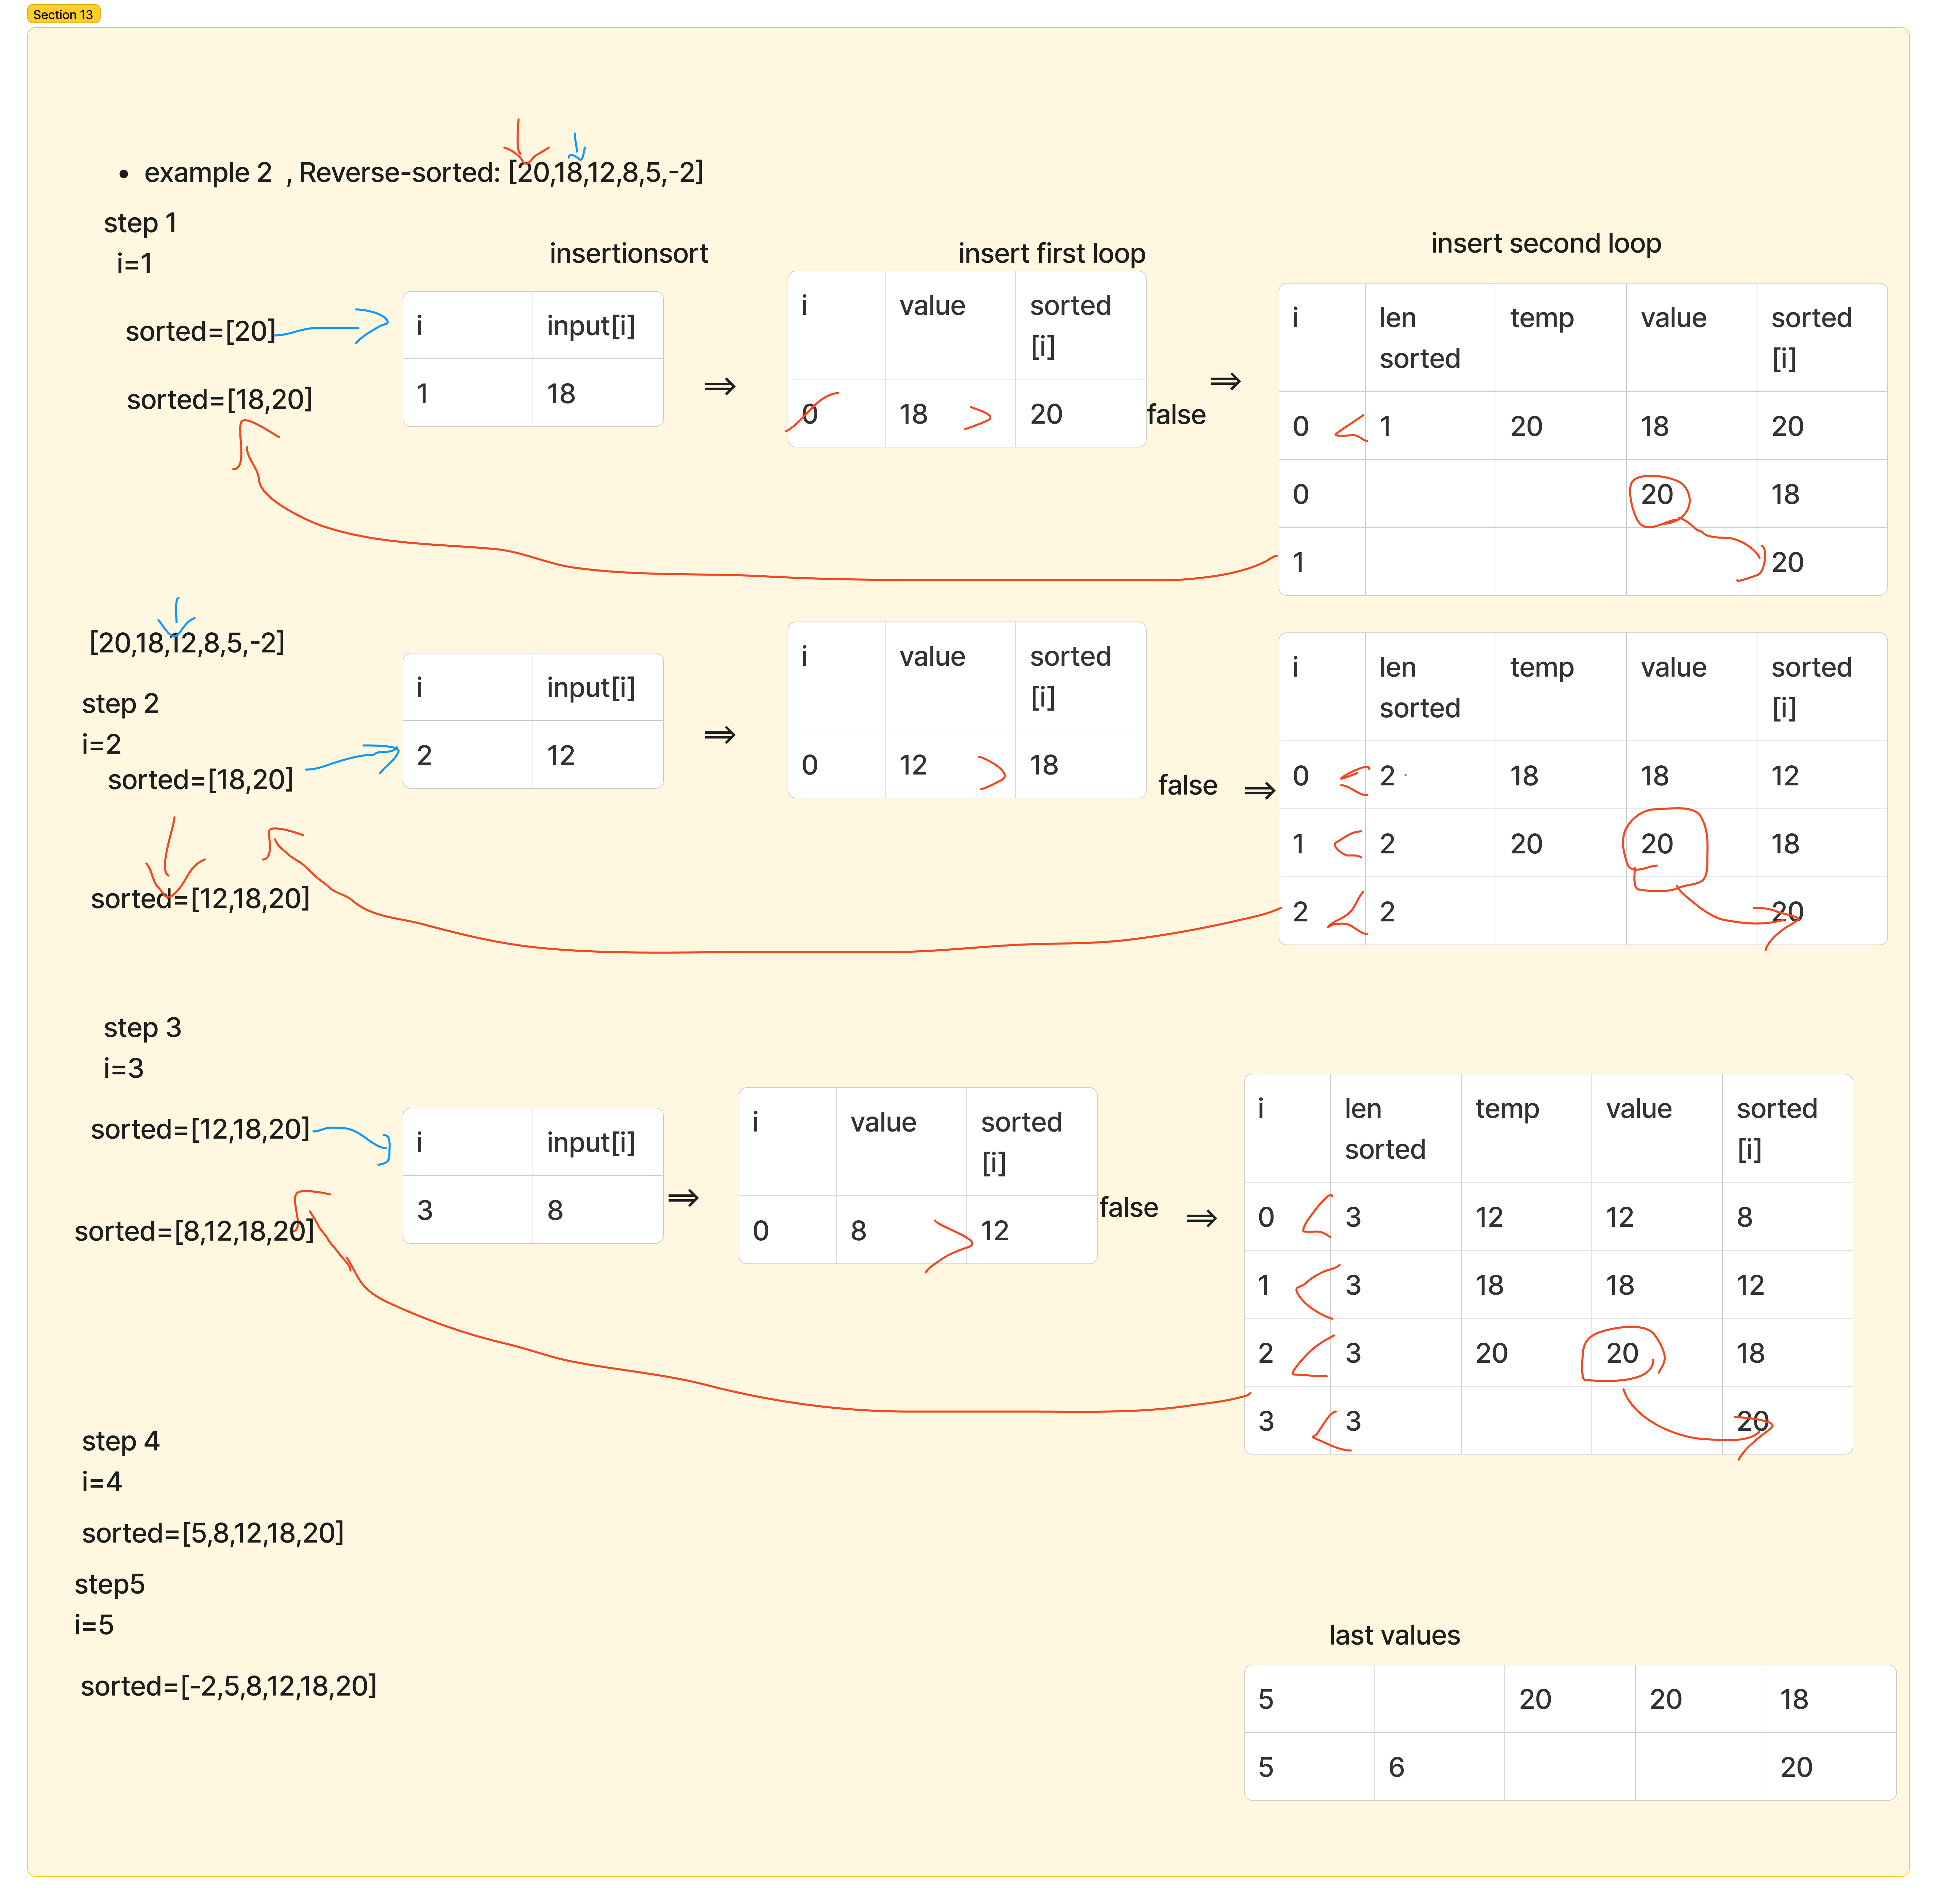 Section 13
• example 2 , Reverse-sorted: [20,18,12,8,5,-2]
step 1
i=1
insertionsort
insert first loop
insert second loop
sorted=[20]
sorted=[18,20]
i input[i]
1 18
⇒
i value sorted
[i]
0 18 > 20
false
⇒
i len temp value sorted
sorted [i]
0 < 1 20 18 20
0 20 18
1 20
[20,18,12,8,5,-2]
step 2
i=2
sorted=[18,20]
sorted=[12,18,20]
i input[i]
2 12
⇒
i value sorted
[i]
0 12 > 18
false
⇒
i len temp value sorted
sorted [i]
0 < 2 18 18 12
1 < 2 20 20 18
2 < 2 20
step 3
i=3
sorted=[12,18,20]
sorted=[8,12,18,20]
i input[i]
3 8
⇒
i value sorted
[i]
0 8 > 12
false
⇒
i len temp value sorted
sorted [i]
0 < 3 12 12 8
1 < 3 18 18 12
2 < 3 20 20 18
3 < 3 20
step 4
i=4
sorted=[5,8,12,18,20]
step5
i=5
sorted=[-2,5,8,12,18,20]
last values
5 20 20 18
5 6 20